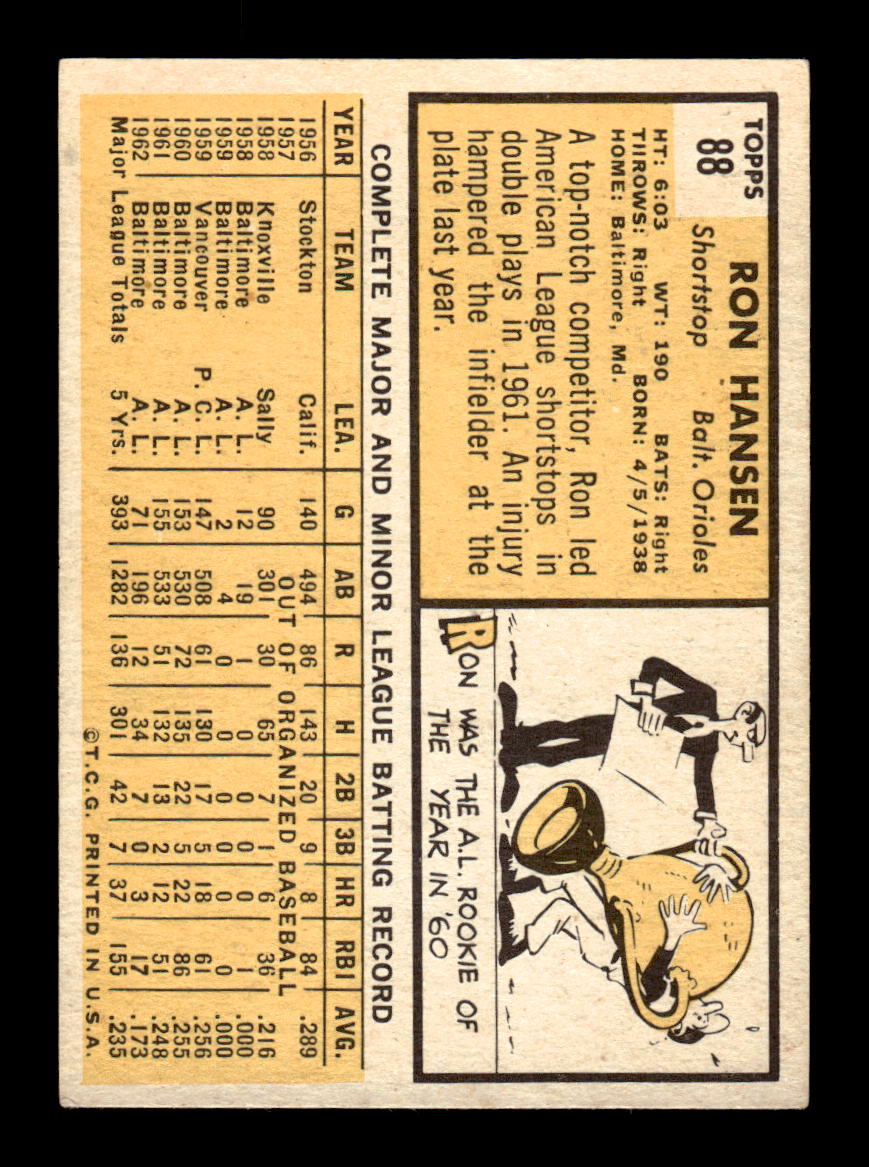 TOPPS
88
RON HANSEN
Shortstop Balt. Orioles
HT: 6:03 WT: 190 BATS: Right
THROWS: Right BORN: 4/5/1938
HOME: Baltimore, Md.
A top-notch competitor, Ron led
American League shortstops in
double plays in 1961. An injury
hampered the infielder at the
plate last year.
RON WAS THE A.L. ROOKIE OF
THE YEAR IN '60
COMPLETE MAJOR AND MINOR LEAGUE BATTING RECORD
YEAR TEAM LEA. G AB R H 2B 3B HR RBI AVG.
1956 Stockton Calif. 140 494 86 143 20 9 8 84 .289
1957 OUT OF ORGANIZED BASEBALL
1958 Knoxville Sally 90 301 30 65 7 1 6 36 .216
1958 Baltimore A. L. 12 19 1 0 0 0 0 1 .000
1959 Baltimore A. L. 2 4 0 0 0 0 0 0 .000
1959 Vancouver P. C. L. 147 508 61 130 17 5 18 61 .256
1960 Baltimore A. L. 153 530 72 135 22 5 22 86 .255
1961 Baltimore A. L. 155 533 51 132 13 2 12 51 .248
1962 Baltimore A. L. 71 196 12 34 7 0 3 17 .173
Major League Totals 5 Yrs. 393 1282 136 301 42 7 37 155 .235
©T.C.G. PRINTED IN U.S.A.